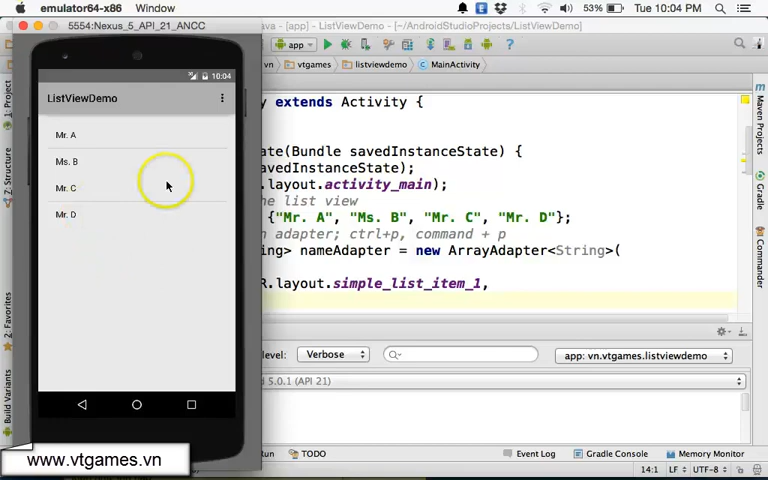 emulator64-x86 Window 53% Tue 10:04 PM
5554:Nexus_5_API_21_ANCC
java - [app] - [~/AndroidStudioProjects/ListViewDemo]
app
vn vtgames listviewdemo MainActivity
10:04
ListViewDemo
Mr. A
Ms. B
Mr. C
Mr. D
y extends Activity {
ate(Bundle savedInstanceState) {
savedInstanceState);
.layout.activity_main);
he list view
{"Mr. A", "Ms. B", "Mr. C", "Mr. D"};
n adapter; ctrl+p, command + p
ing> nameAdapter = new ArrayAdapter<String>(
R.layout.simple_list_item_1,
level: Verbose app: vn.vtgames.listviewdemo
5.0.1 (API 21)
un TODO Event Log Gradle Console Memory Monitor
14:1 LF UTF-8
1: Project
7: Structure
2: Favorites
Build Variants
Maven Projects
Gradle
Commander
www.vtgames.vn